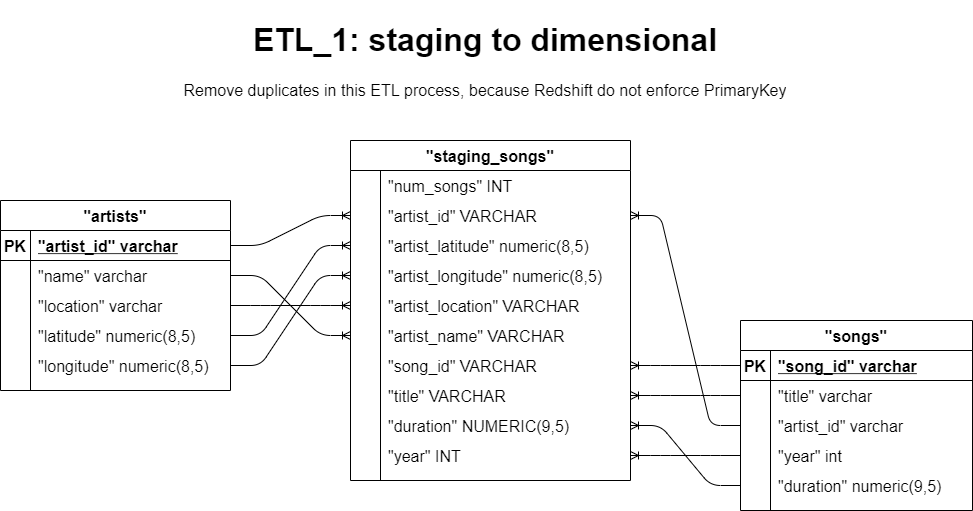 ETL_1: staging to dimensional
Remove duplicates in this ETL process, because Redshift do not enforce PrimaryKey
"artists"
PK "artist_id" varchar
"name" varchar
"location" varchar
"latitude" numeric(8,5)
"longitude" numeric(8,5)
"staging_songs"
"num_songs" INT
"artist_id" VARCHAR
"artist_latitude" numeric(8,5)
"artist_longitude" numeric(8,5)
"artist_location" VARCHAR
"artist_name" VARCHAR
"song_id" VARCHAR
"title" VARCHAR
"duration" NUMERIC(9,5)
"year" INT
"songs"
PK "song_id" varchar
"title" varchar
"artist_id" varchar
"year" int
"duration" numeric(9,5)